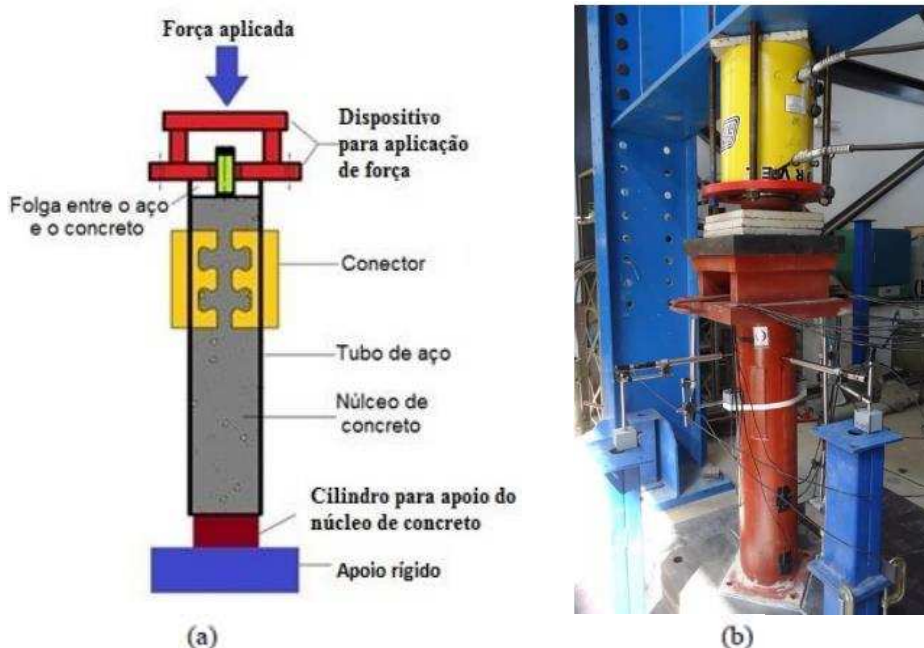 Força aplicada
Dispositivo
para aplicação
de força
Folga entre o aço
e o concreto
Conector
Tubo de aço
Núlceo de
concreto
Cilindro para apoio do
núcleo de concreto
Apoio rígido
(a)
(b)